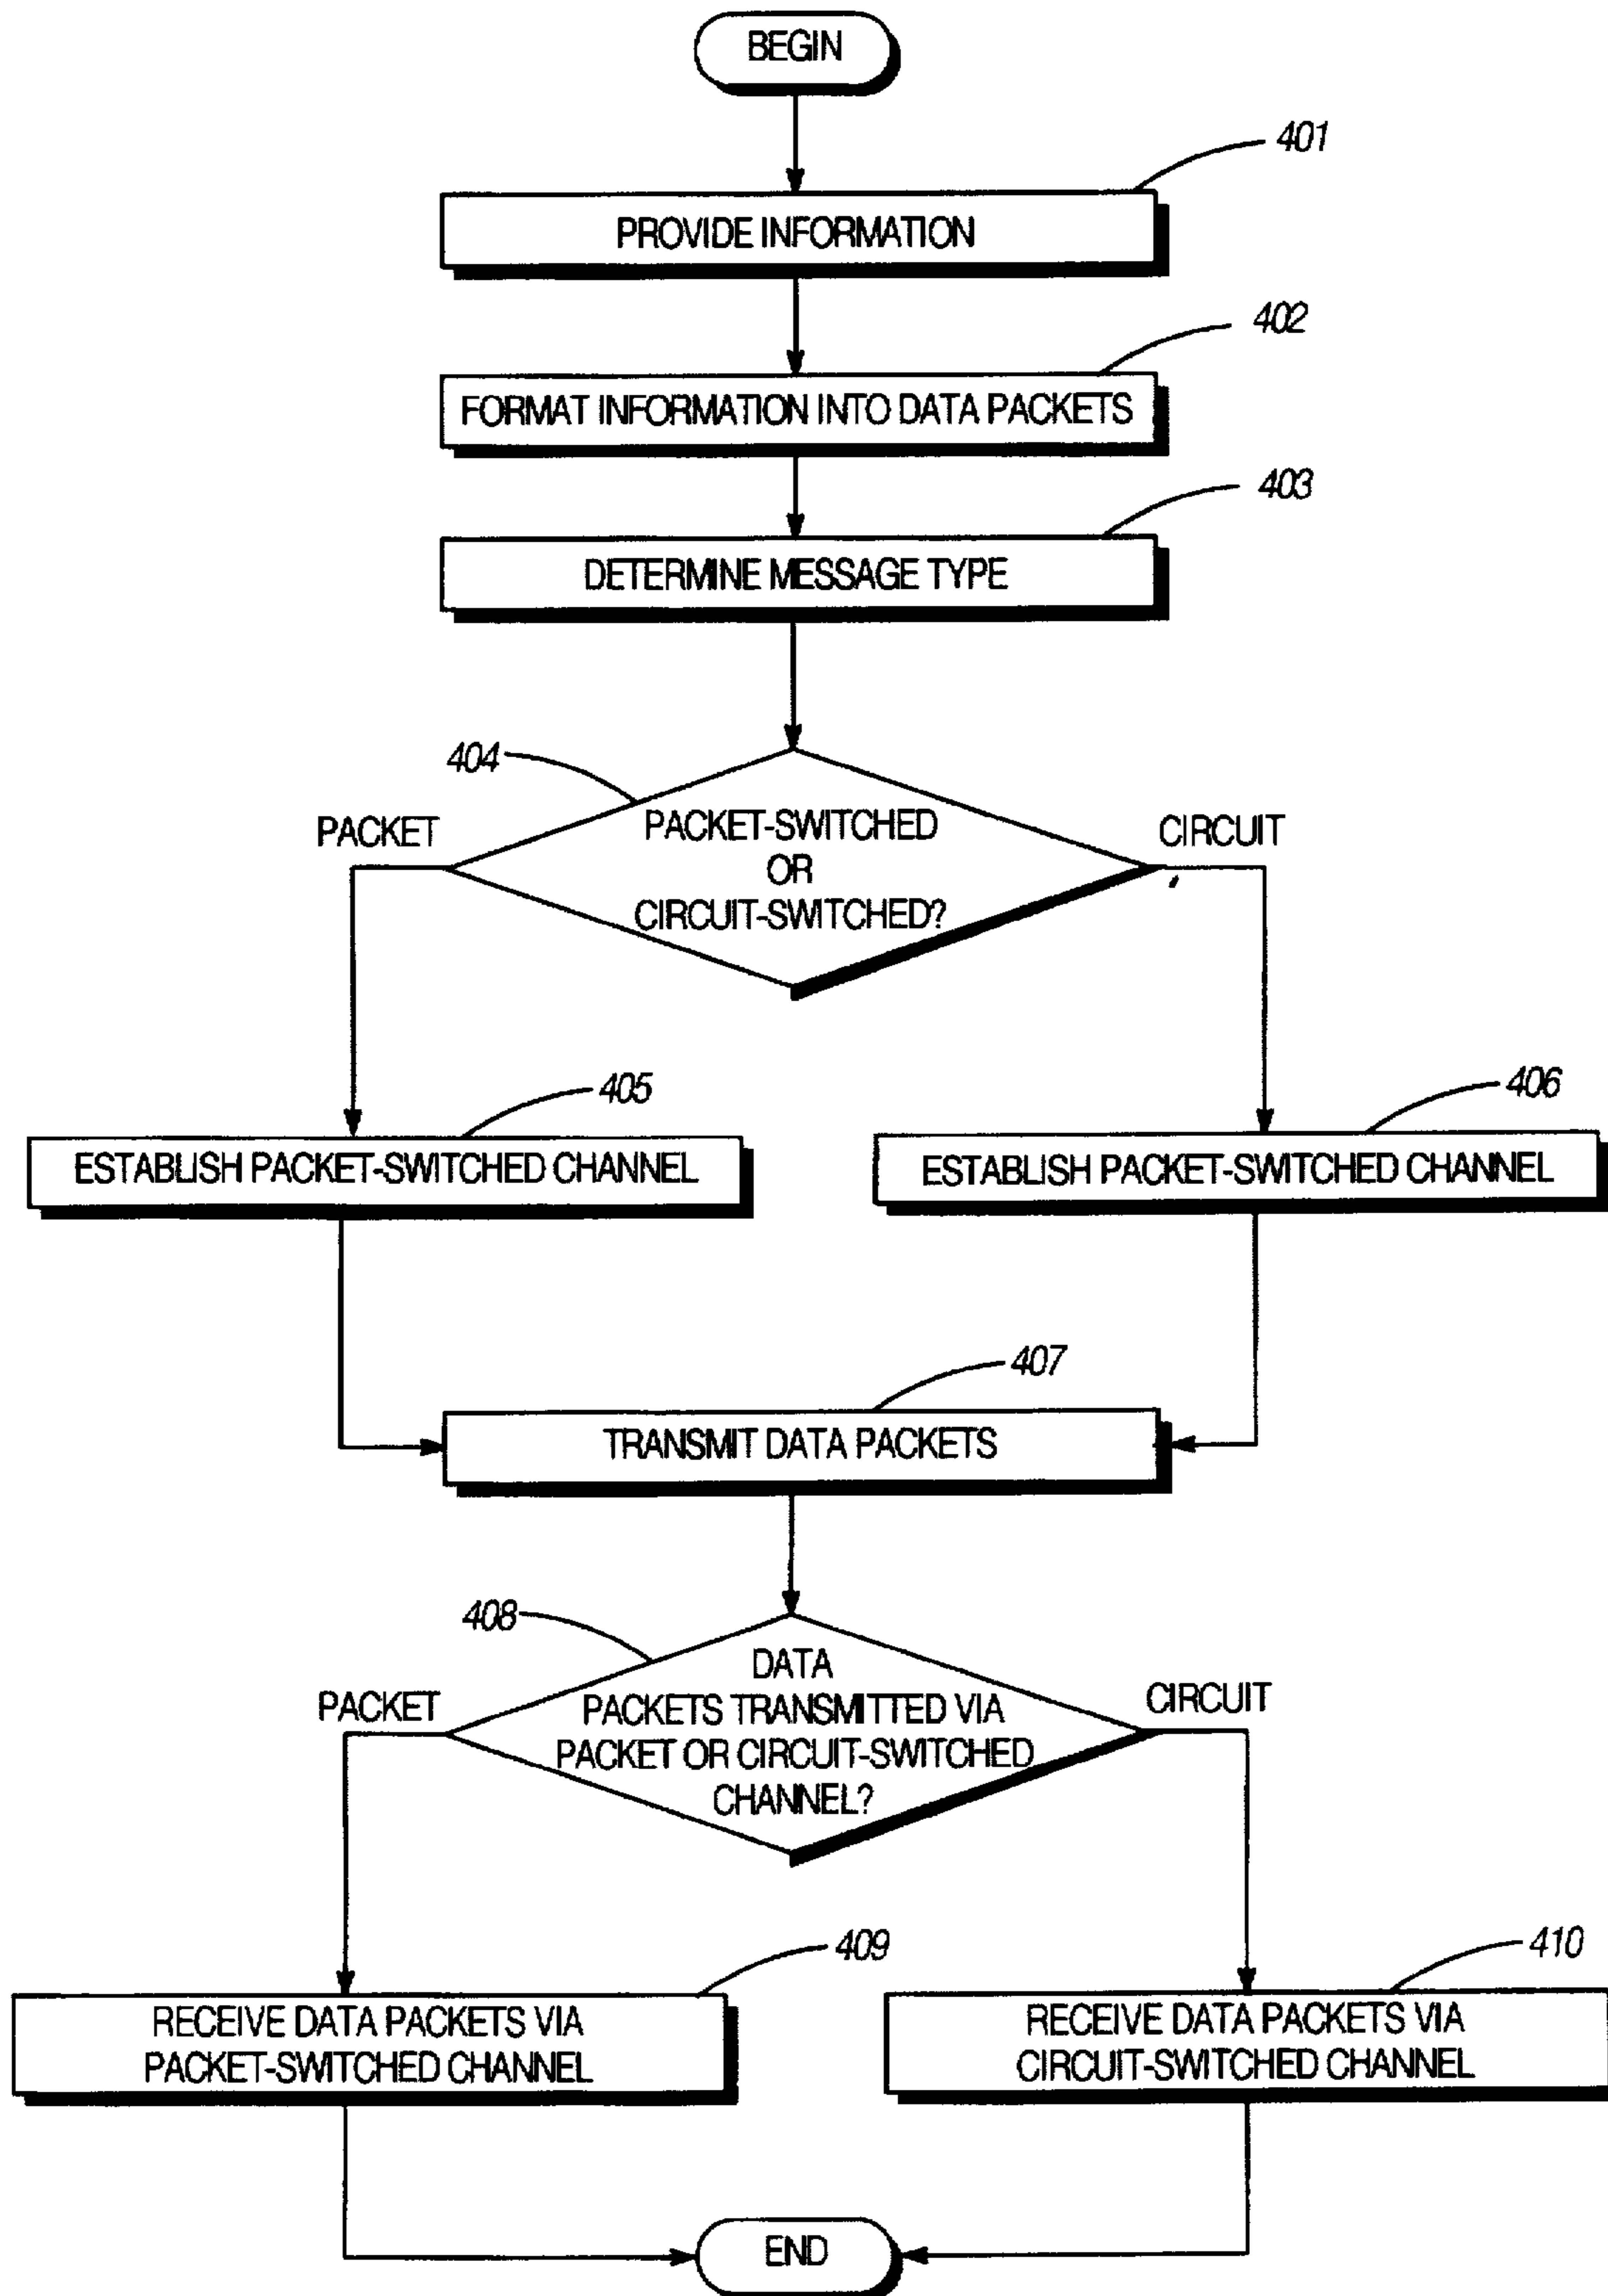 BEGIN
401
PROVIDE INFORMATION
402
FORMAT INFORMATION INTO DATA PACKETS
403
DETERMINE MESSAGE TYPE
404
PACKET
PACKET-SWITCHED
OR
CIRCUIT-SWITCHED?
CIRCUIT
405
ESTABLISH PACKET-SWITCHED CHANNEL
406
ESTABLISH PACKET-SWITCHED CHANNEL
407
TRANSMIT DATA PACKETS
408
PACKET
DATA
PACKETS TRANSMITTED VIA
PACKET OR CIRCUIT-SWITCHED
CHANNEL?
CIRCUIT
409
RECEIVE DATA PACKETS VIA
PACKET-SWITCHED CHANNEL
410
RECEIVE DATA PACKETS VIA
CIRCUIT-SWITCHED CHANNEL
END